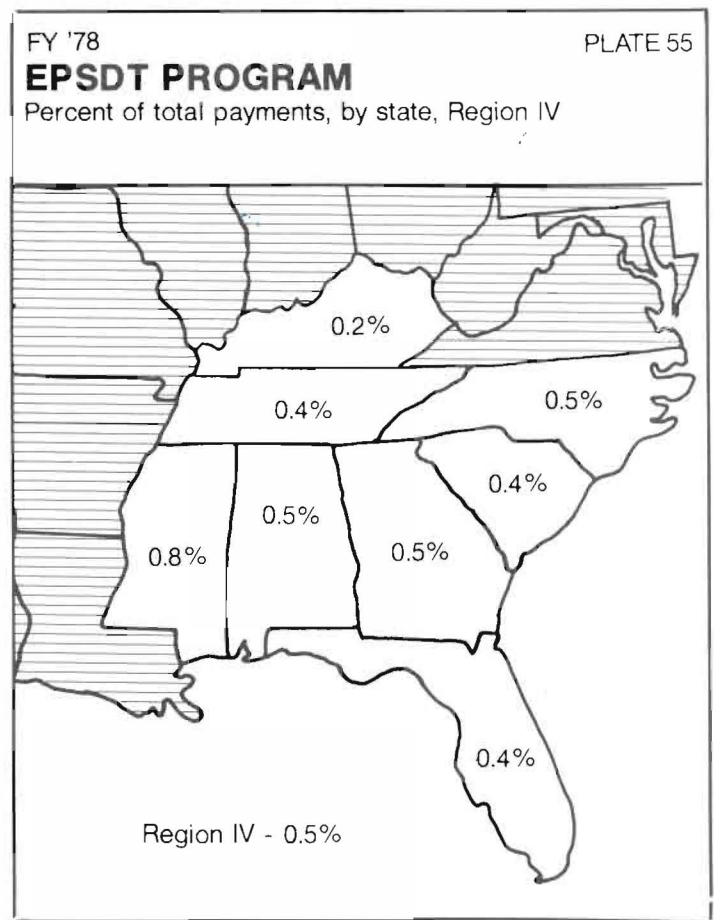 FY '78
PLATE 55
EPSDT PROGRAM
Percent of total payments, by state, Region IV
0.2%
0.4%
0.5%
0.4%
0.5%
0.8%
0.5%
0.4%
Region IV - 0.5%